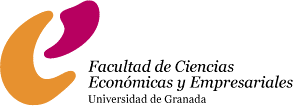 Facultad de Ciencias
Económicas y Empresariales
Universidad de Granada